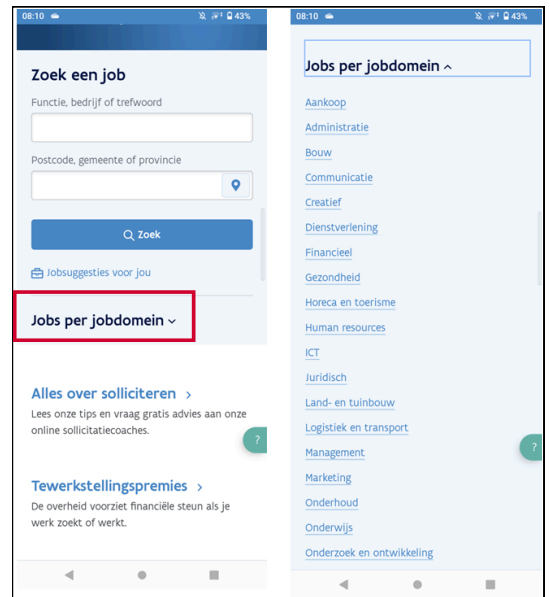 08:10
43%
Zoek een job
Functie, bedrijf of trefwoord
Postcode, gemeente of provincie
Zoek
Jobsuggesties voor jou
Jobs per jobdomein
Alles over solliciteren
Lees onze tips en vraag gratis advies aan onze
online sollicitatiecoaches.
?
Tewerkstellingspremies
De overheid voorziet financiële steun als je
werk zoekt of werkt.
08:10
43%
Jobs per jobdomein
Aankoop
Administratie
Bouw
Communicatie
Creatief
Dienstverlening
Financieel
Gezondheid
Horeca en toerisme
Human resources
ICT
Juridisch
Land- en tuinbouw
Logistiek en transport
?
Management
Marketing
Onderhoud
Onderwijs
Onderzoek en ontwikkeling